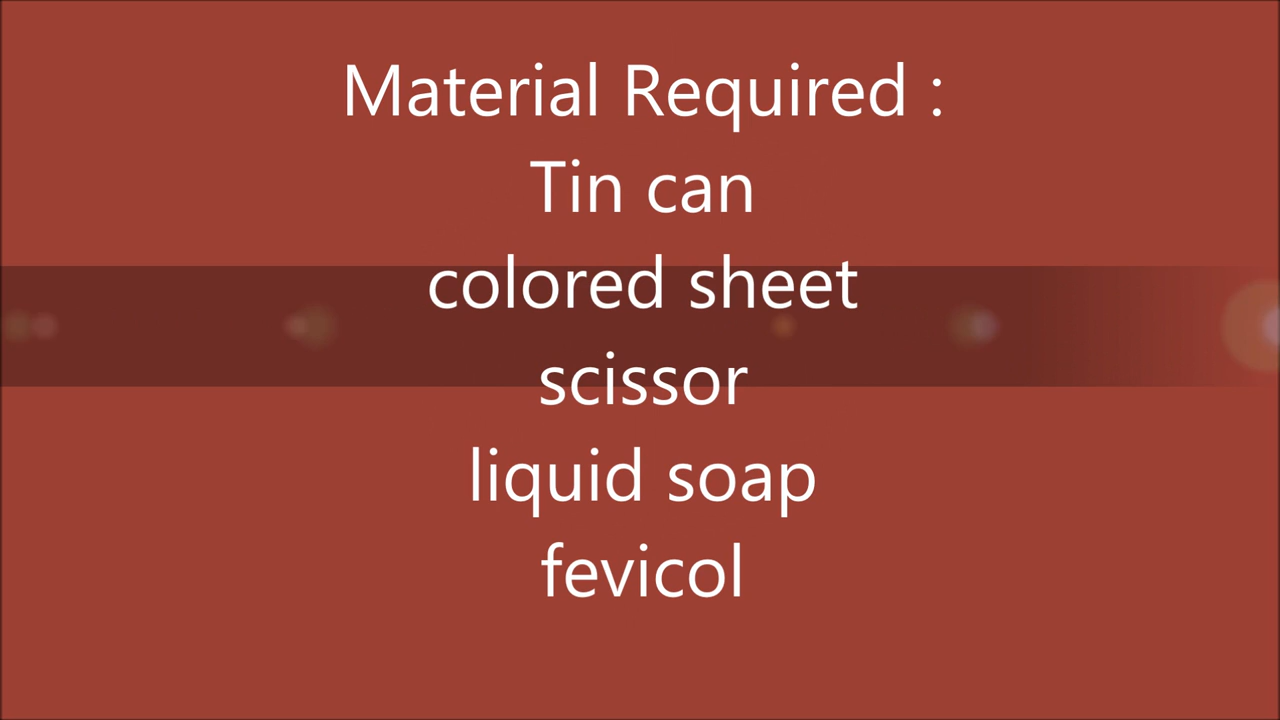 Material Required :
Tin can
colored sheet
scissor
liquid soap
fevicol